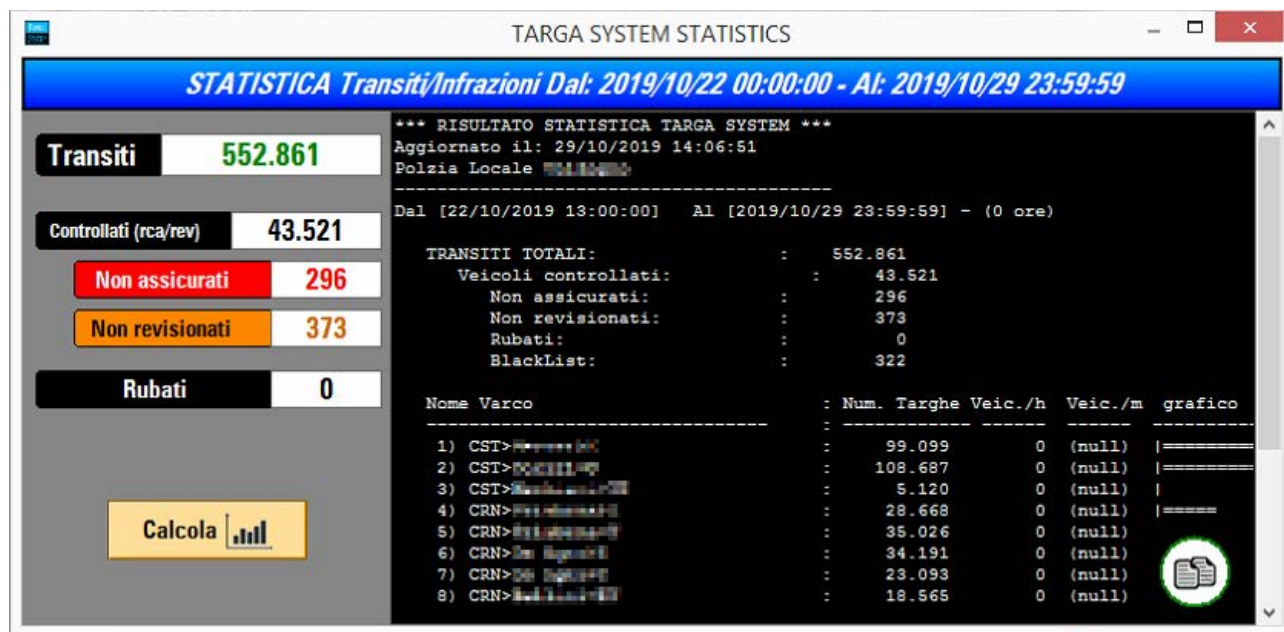 TARGA SYSTEM STATISTICS
STATISTICA Transiti/Infrazioni Dal: 2019/10/22 00:00:00 - Al: 2019/10/29 23:59:59
Transiti 552.861
Controllati (rca/rev) 43.521
Non assicurati 296
Non revisionati 373
Rubati 0
Calcola
*** RISULTATO STATISTICA TARGA SYSTEM ***
Aggiornato il: 29/10/2019 14:06:51
Polzia Locale
Dal [22/10/2019 13:00:00] Al [2019/10/29 23:59:59] - (0 ore)
TRANSITI TOTALI: : 552.861
Veicoli controllati: : 43.521
Non assicurati: : 296
Non revisionati: : 373
Rubati: : 0
BlackList: : 322
Nome Varco : Num. Targhe Veic./h Veic./m grafico
1) CST> : 99.099 0 (null)
2) CST> : 108.687 0 (null)
3) CST> : 5.120 0 (null)
4) CRN> : 28.668 0 (null)
5) CRN> : 35.026 0 (null)
6) CRN> : 34.191 0 (null)
7) CRN> : 23.093 0 (null)
8) CRN> : 18.565 0 (null)